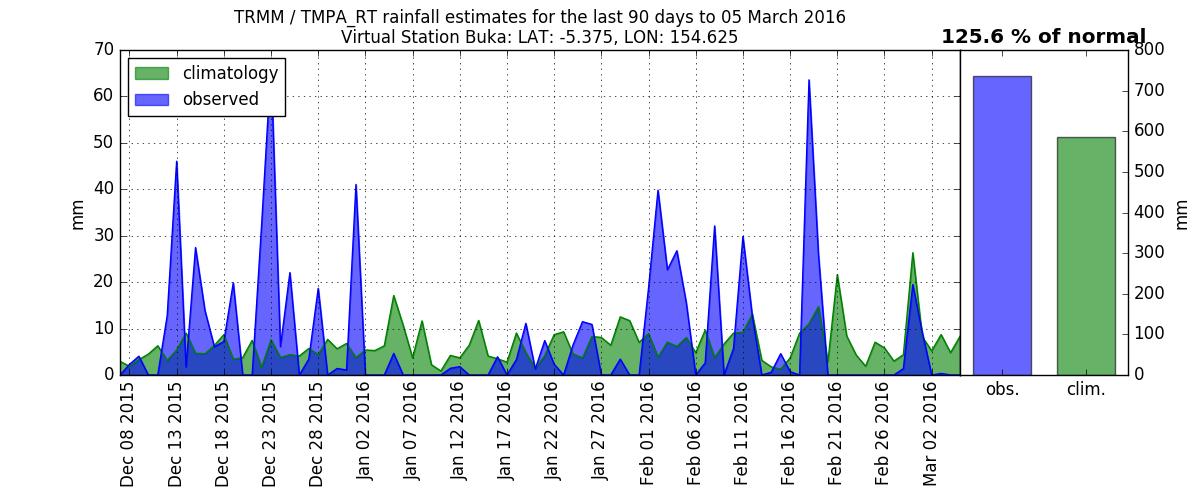 TRMM / TMPA_RT rainfall estimates for the last 90 days to 05 March 2016
Virtual Station Buka: LAT: -5.375, LON: 154.625
125.6 % of normal
climatology
observed
mm
70
60
50
40
30
20
10
0
Dec 08 2015
Dec 13 2015
Dec 18 2015
Dec 23 2015
Dec 28 2015
Jan 02 2016
Jan 07 2016
Jan 12 2016
Jan 17 2016
Jan 22 2016
Jan 27 2016
Feb 01 2016
Feb 06 2016
Feb 11 2016
Feb 16 2016
Feb 21 2016
Feb 26 2016
Mar 02 2016
obs.
clim.
800
700
600
500
400
300
200
100
0
mm